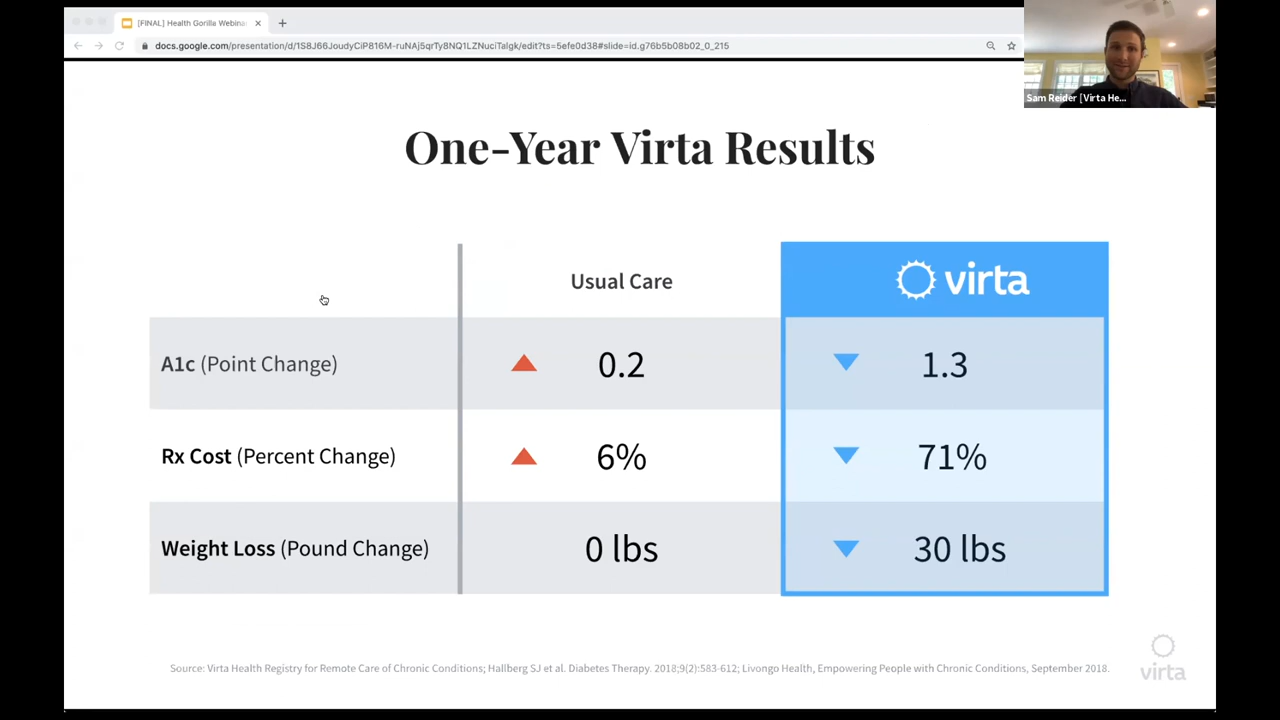 [FINAL] Health Gorilla Webina
docs.google.com/presentation/d/1S8J66JoudyCiP816M-ruNAj5qrTy8NQ1LZNuciTalgk/edit?ts=5efe0d38#slide=id.g76b5b08b02_0_215
Sam Reider [Virta He...
One-Year Virta Results
Usual Care
virta
A1c (Point Change) 0.2 1.3
Rx Cost (Percent Change) 6% 71%
Weight Loss (Pound Change) 0 lbs 30 lbs
Source: Virta Health Registry for Remote Care of Chronic Conditions; Hallberg SJ et al. Diabetes Therapy. 2018;9(2):583-612; Livongo Health, Empowering People with Chronic Conditions, September 2018.
virta